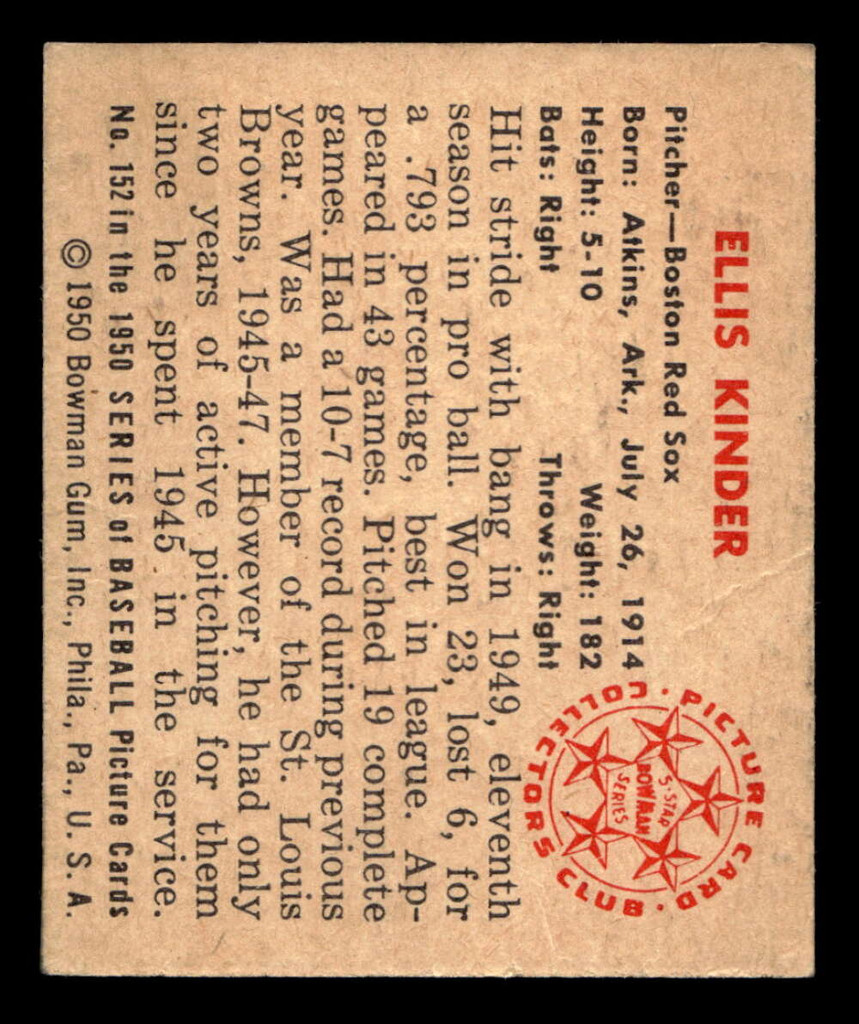 ELLIS KINDER
Pitcher—Boston Red Sox
Born: Atkins, Ark., July 26, 1914
Height: 5-10 Weight: 182
Bats: Right Throws: Right
PICTURE CARD · COLLECTORS CLUB ·
5-STAR
BOWMAN
SERIES
Hit stride with bang in 1949, eleventh
season in pro ball. Won 23, lost 6, for
a .793 percentage, best in league. Ap-
peared in 43 games. Pitched 19 complete
games. Had a 10-7 record during previous
year. Was a member of the St. Louis
Browns, 1945-47. However, he had only
two years of active pitching for them
since he spent 1945 in the service.
No. 152 in the 1950 SERIES of BASEBALL Picture Cards
© 1950 Bowman Gum, Inc., Phila., Pa., U. S. A.